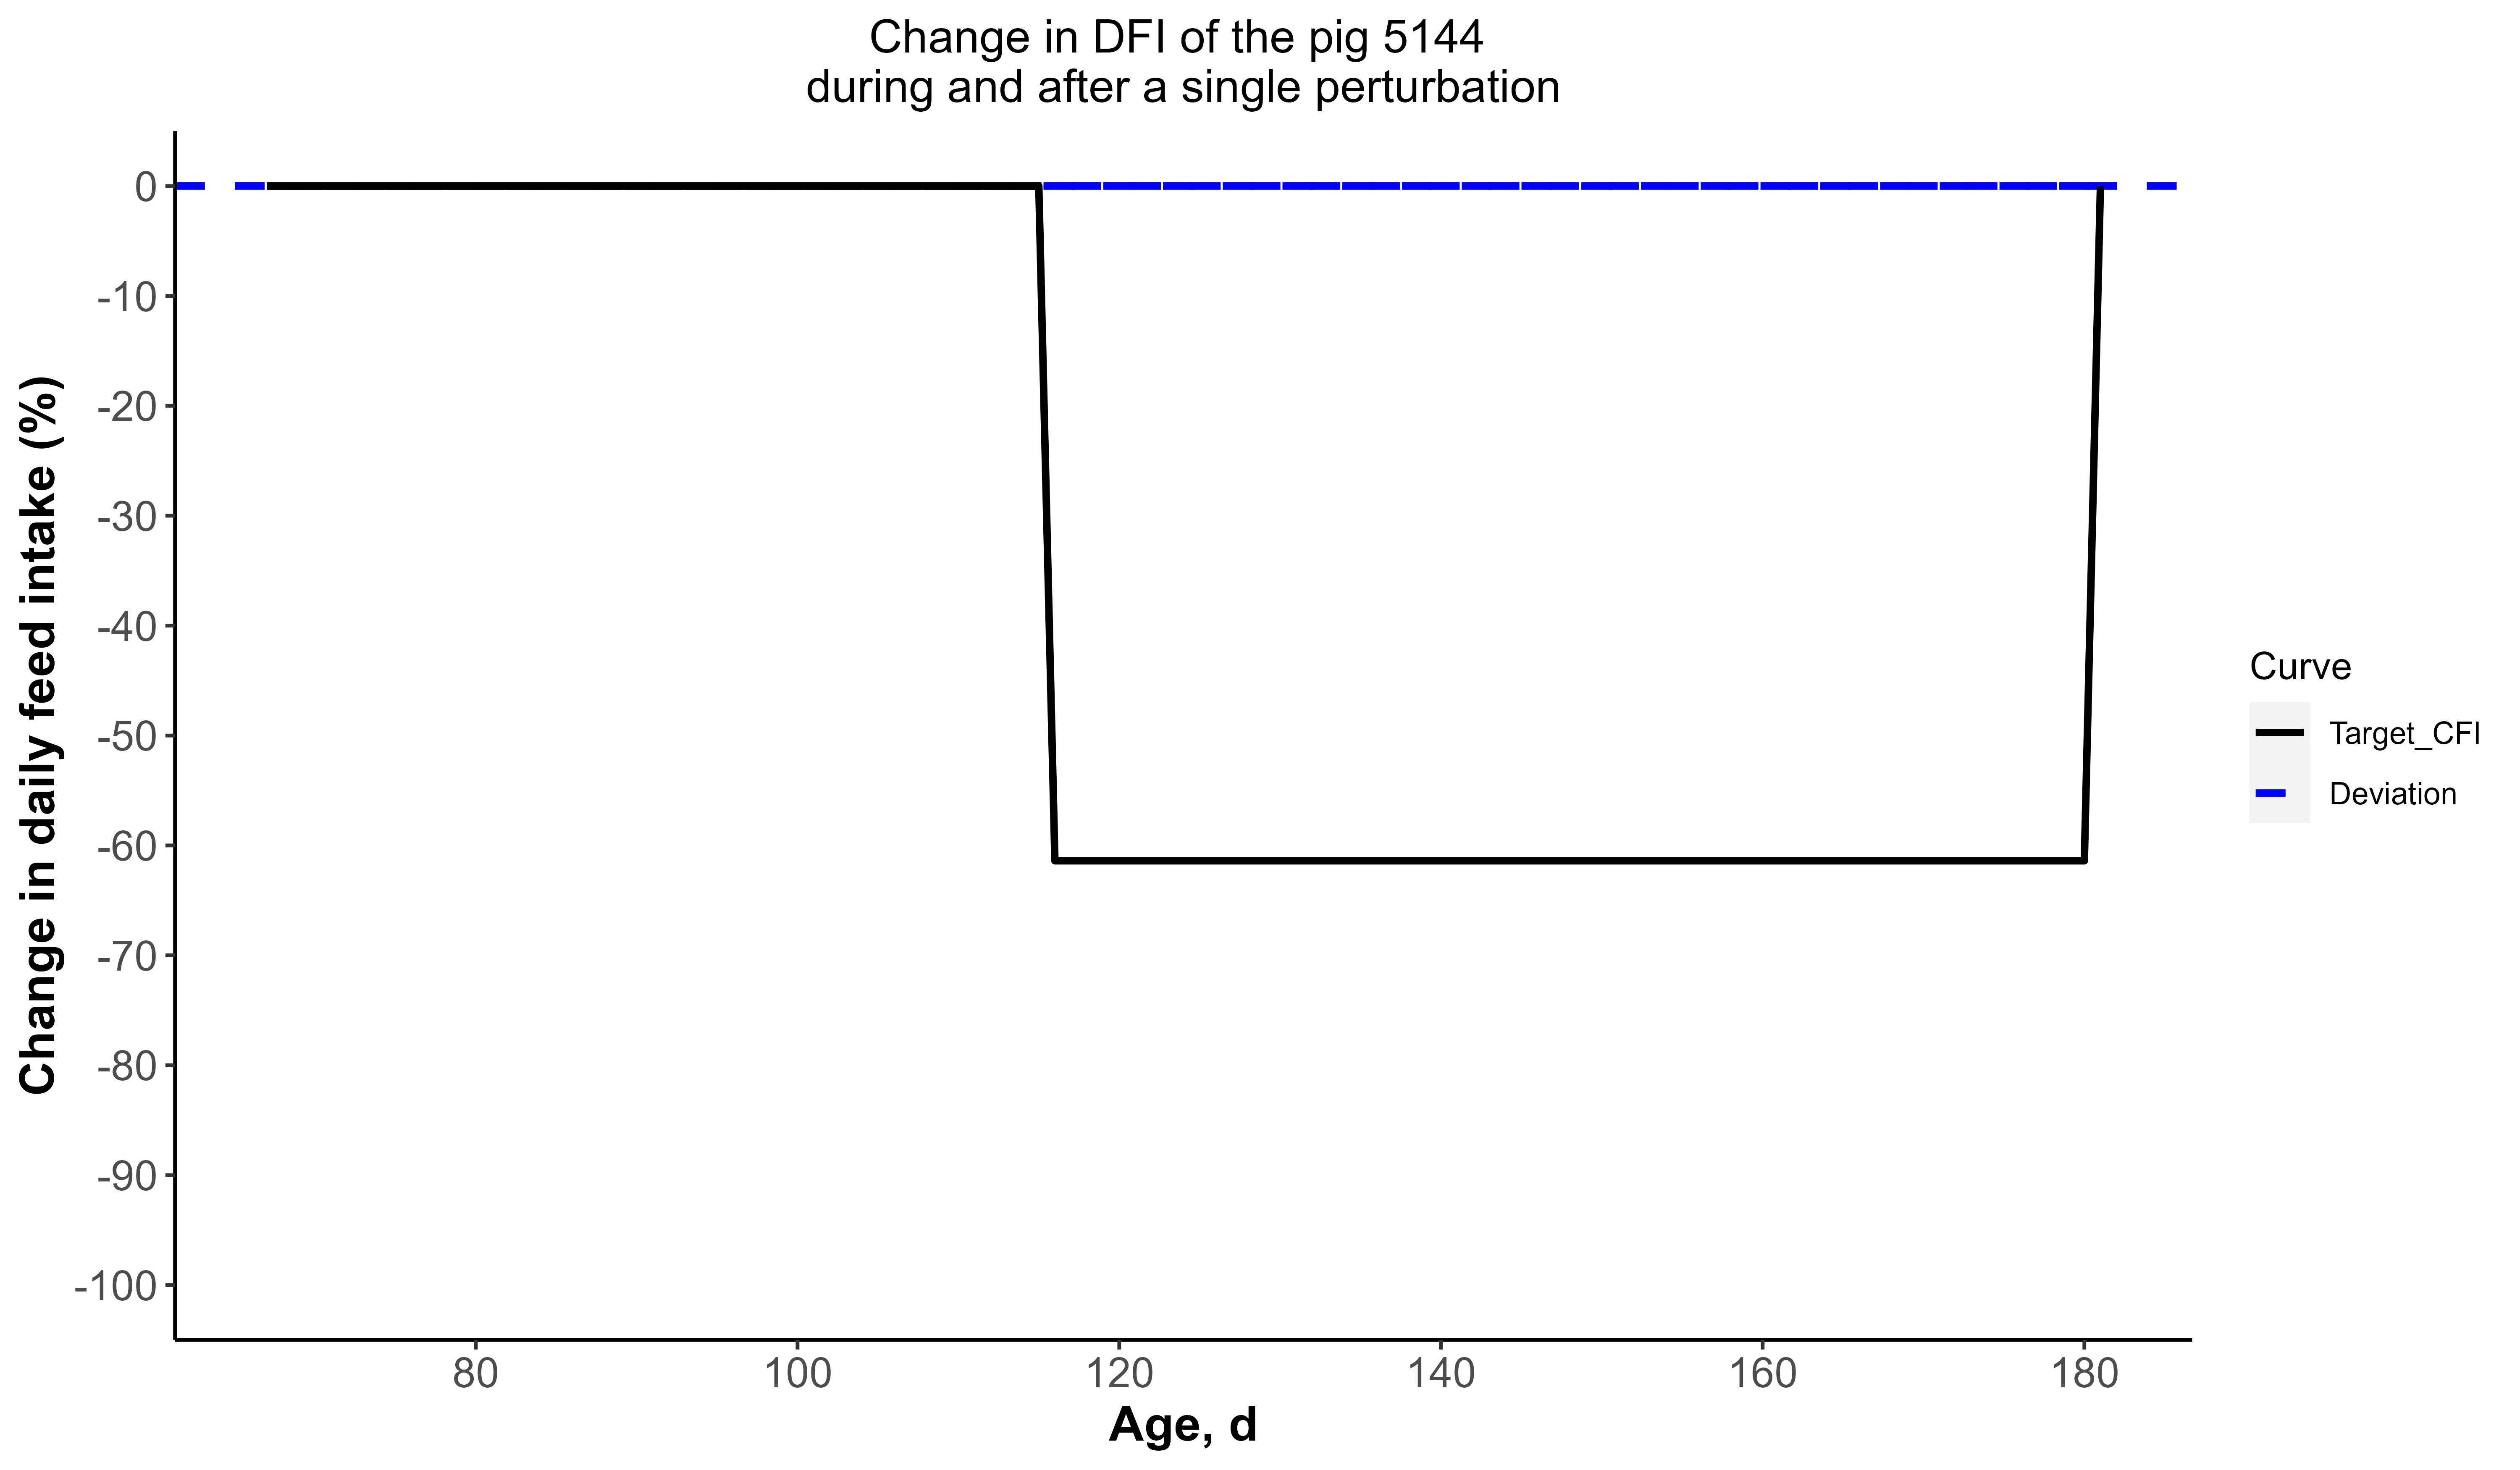 Change in DFI of the pig 5144
during and after a single perturbation
Change in daily feed intake (%)
0
-10
-20
-30
-40
-50
-60
-70
-80
-90
-100
80
100
120
140
160
180
Age, d
Curve
Target_CFI
Deviation